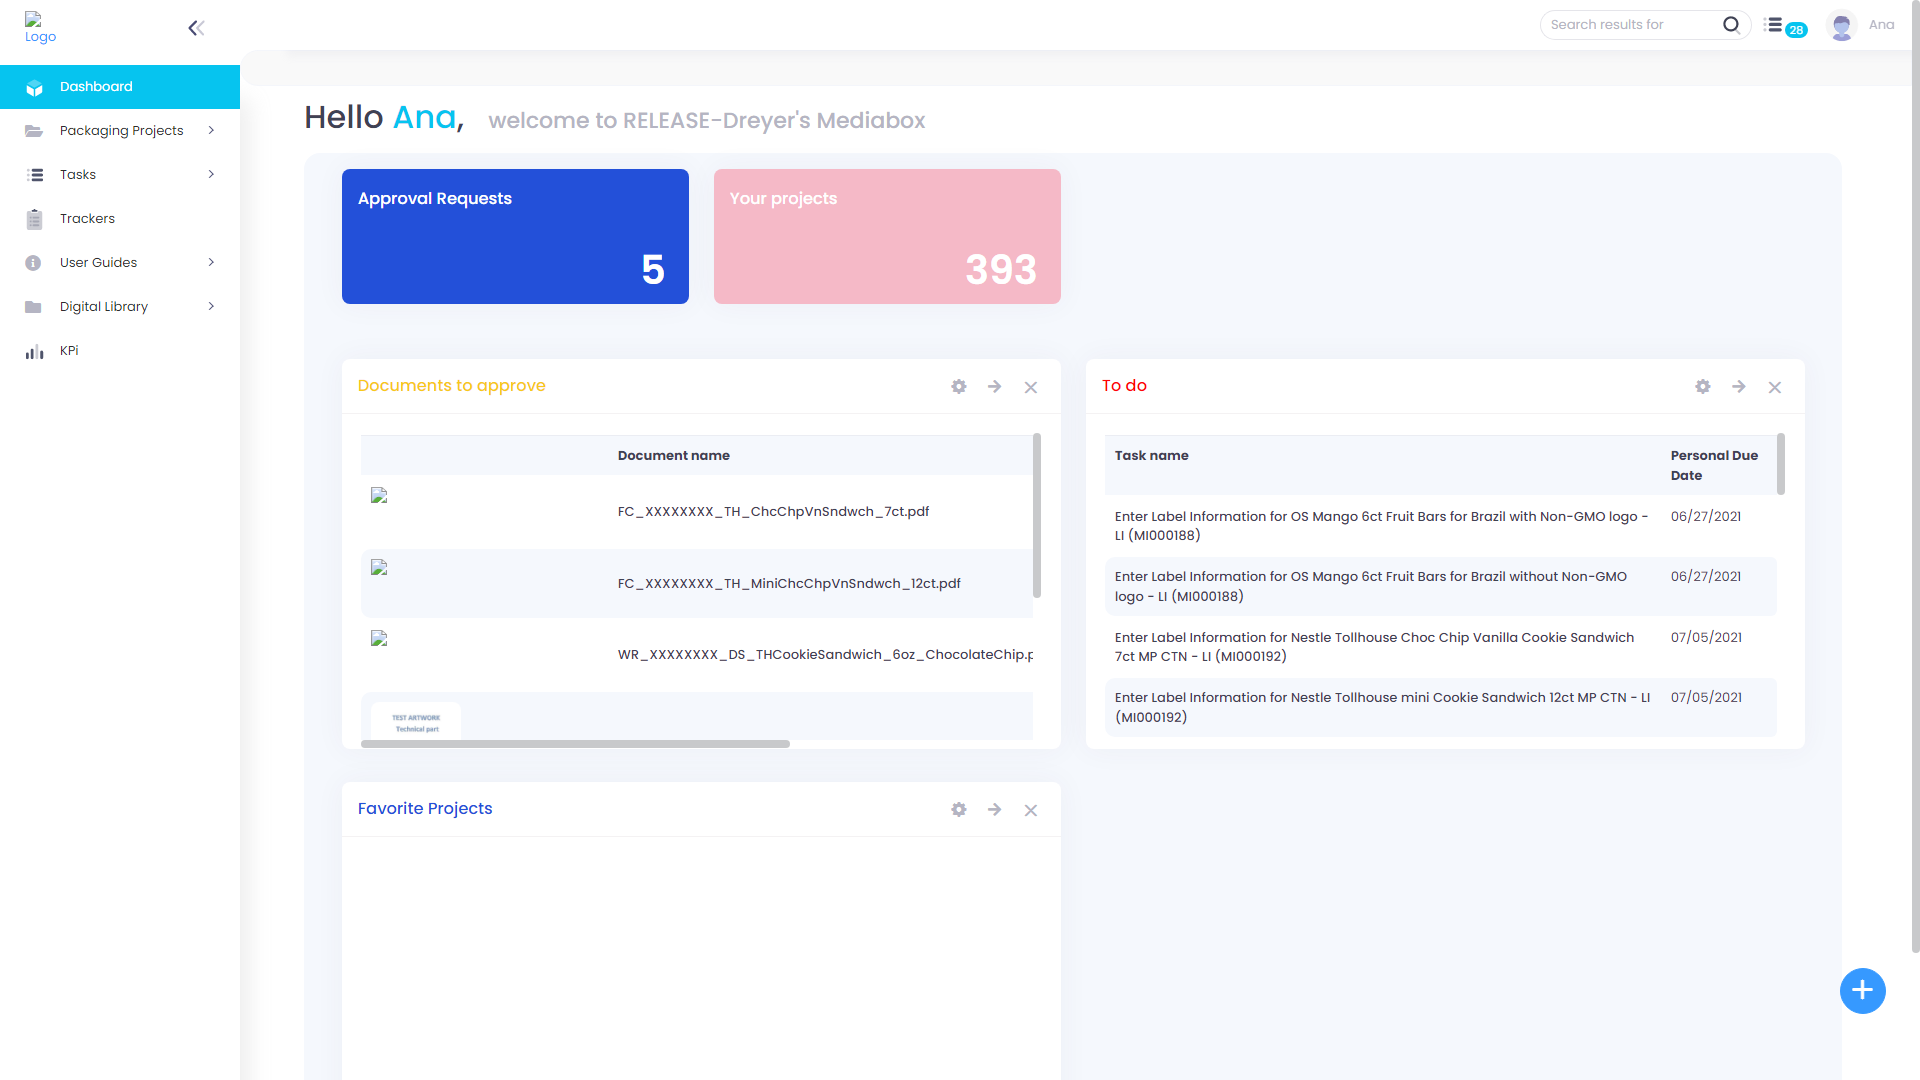 Logo
Search results for
28
Ana
Dashboard
Packaging Projects
Tasks
Trackers
User Guides
Digital Library
KPi
Hello Ana, welcome to RELEASE-Dreyer's Mediabox
Approval Requests
5
Your projects
393
Documents to approve
Document name
FC_XXXXXXXX_TH_ChcChpVnSndwch_7ct.pdf
FC_XXXXXXXX_TH_MiniChcChpVnSndwch_12ct.pdf
WR_XXXXXXXX_DS_THCookieSandwich_6oz_ChocolateChip.p
TEST ARTWORK
Technical part
To do
Task name
Personal Due
Date
Enter Label Information for OS Mango 6ct Fruit Bars for Brazil with Non-GMO logo -
LI (MI000188)
06/27/2021
Enter Label Information for OS Mango 6ct Fruit Bars for Brazil without Non-GMO
logo - LI (MI000188)
06/27/2021
Enter Label Information for Nestle Tollhouse Choc Chip Vanilla Cookie Sandwich
7ct MP CTN - LI (MI000192)
07/05/2021
Enter Label Information for Nestle Tollhouse mini Cookie Sandwich 12ct MP CTN - LI
(MI000192)
07/05/2021
Favorite Projects